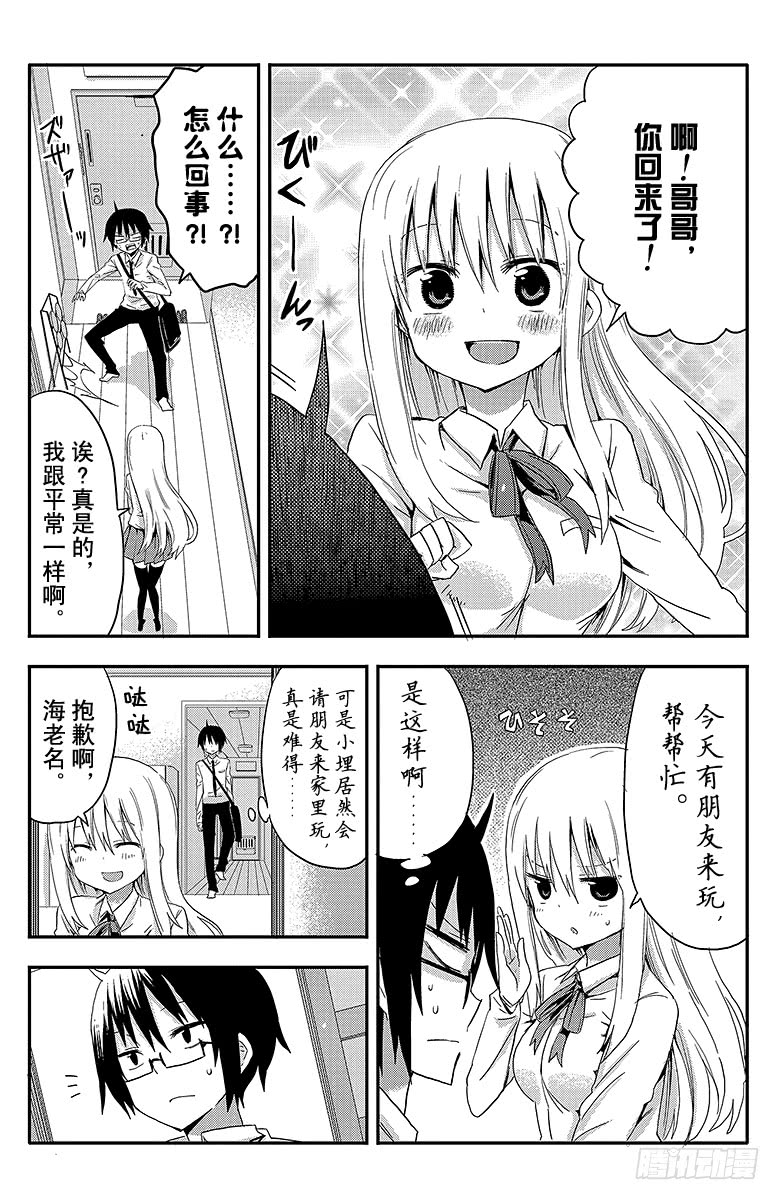 啊！哥哥，
你回来了！
びくーーん
什么……?!
怎么回事?!
ズザァー
诶？真是的，
我跟平常一样啊。
今天有朋友来玩，
帮帮忙。
ひそそ
是这样啊……
可是小埋居然会
请朋友来家里玩，
真是难得……
哒
哒
抱歉啊，
海老名。
腾讯动漫